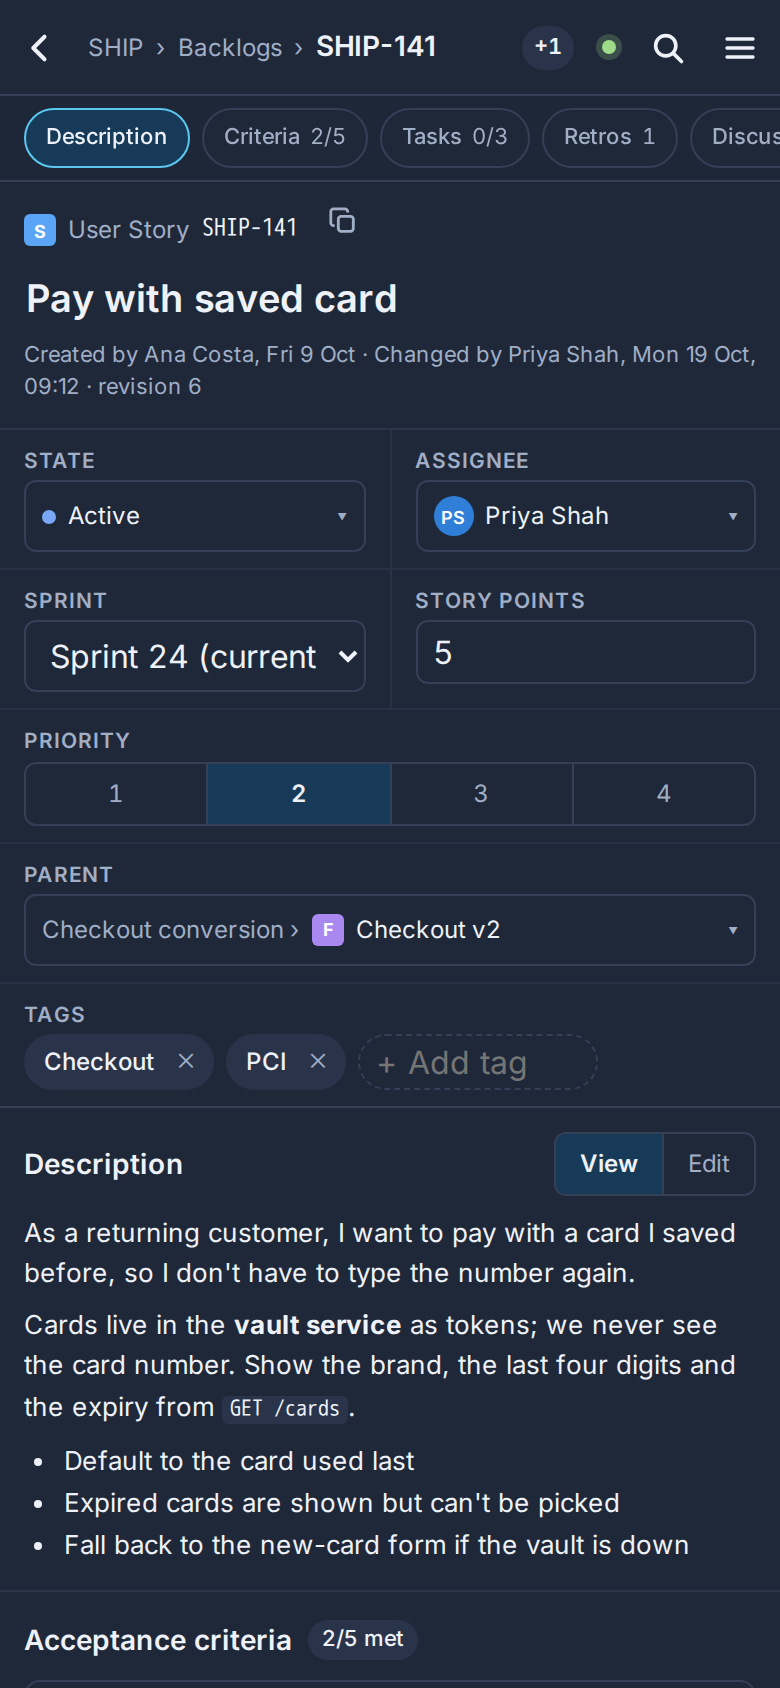 SHIP › Backlogs › SHIP-141 +1
Description Criteria 2/5 Tasks 0/3 Retros 1 Discus
S User Story SHIP-141
Pay with saved card
Created by Ana Costa, Fri 9 Oct · Changed by Priya Shah, Mon 19 Oct,
09:12 · revision 6
STATE ASSIGNEE
Active ▾ PS Priya Shah ▾
SPRINT STORY POINTS
Sprint 24 (current 5
PRIORITY
1 2 3 4
PARENT
Checkout conversion › F Checkout v2 ▾
TAGS
Checkout × PCI × + Add tag
Description View Edit
As a returning customer, I want to pay with a card I saved
before, so I don't have to type the number again.
Cards live in the vault service as tokens; we never see
the card number. Show the brand, the last four digits and
the expiry from GET /cards.
• Default to the card used last
• Expired cards are shown but can't be picked
• Fall back to the new-card form if the vault is down
Acceptance criteria 2/5 met